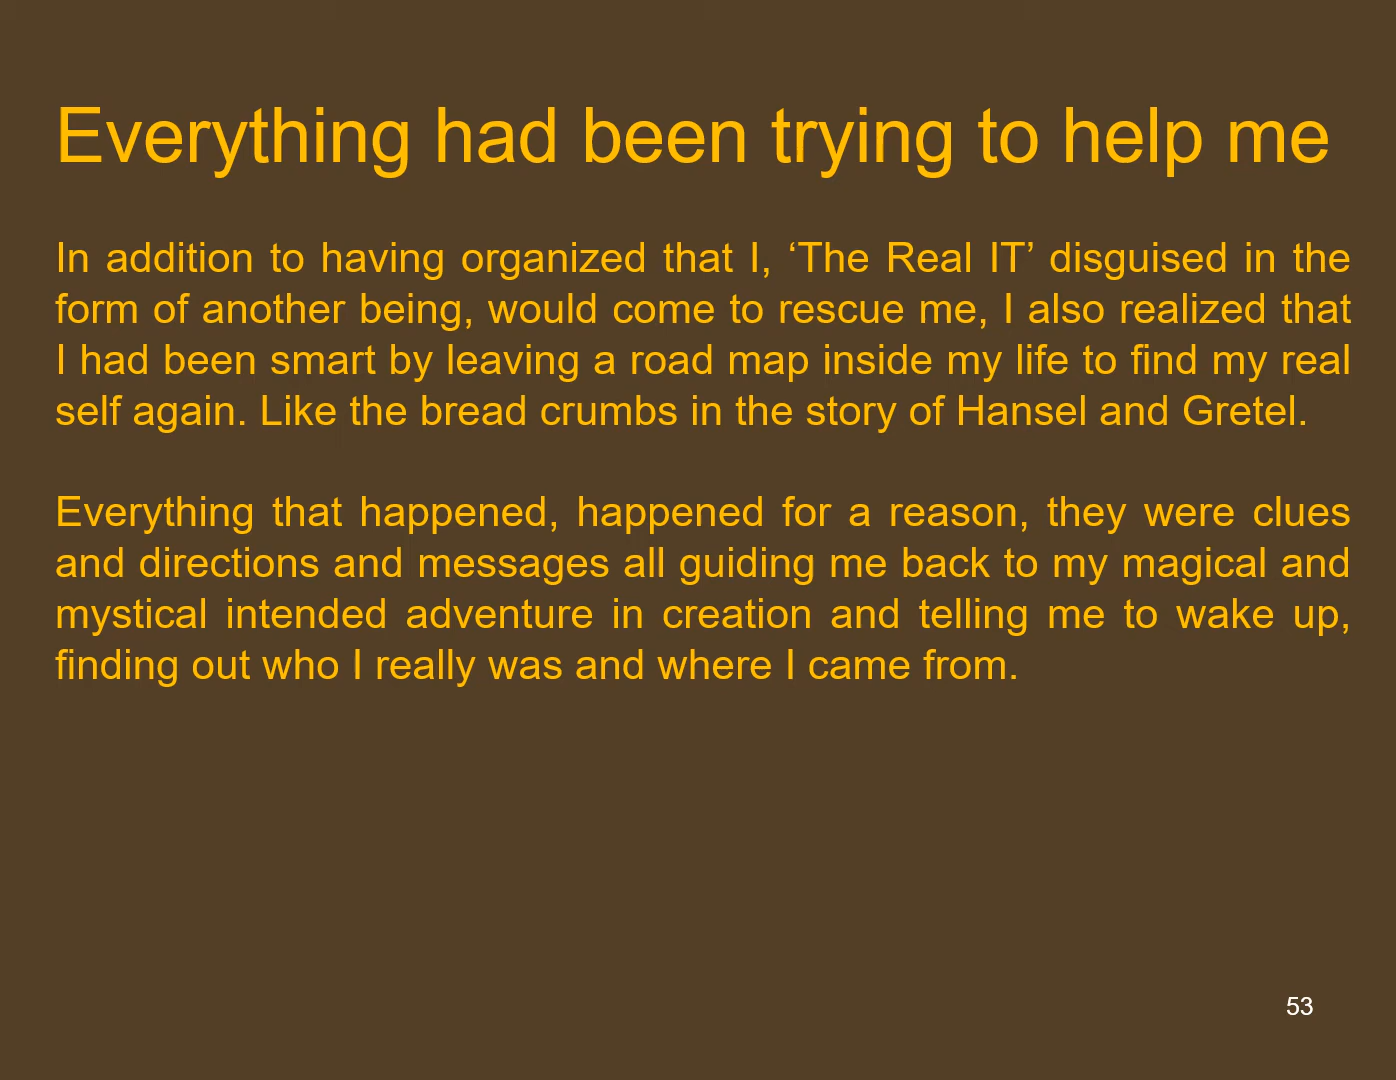 Everything had been trying to help me
In addition to having organized that I, ‘The Real IT’ disguised in the
form of another being, would come to rescue me, I also realized that
I had been smart by leaving a road map inside my life to find my real
self again. Like the bread crumbs in the story of Hansel and Gretel.
Everything that happened, happened for a reason, they were clues
and directions and messages all guiding me back to my magical and
mystical intended adventure in creation and telling me to wake up,
finding out who I really was and where I came from.
53